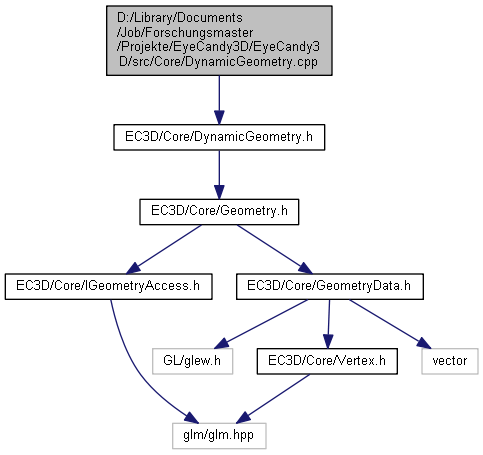 D:/Library/Documents
/Job/Forschungsmaster
/Projekte/EyeCandy3D/EyeCandy3
D/src/Core/DynamicGeometry.cpp
EC3D/Core/DynamicGeometry.h
EC3D/Core/Geometry.h
EC3D/Core/IGeometryAccess.h
EC3D/Core/GeometryData.h
GL/glew.h
EC3D/Core/Vertex.h
vector
glm/glm.hpp